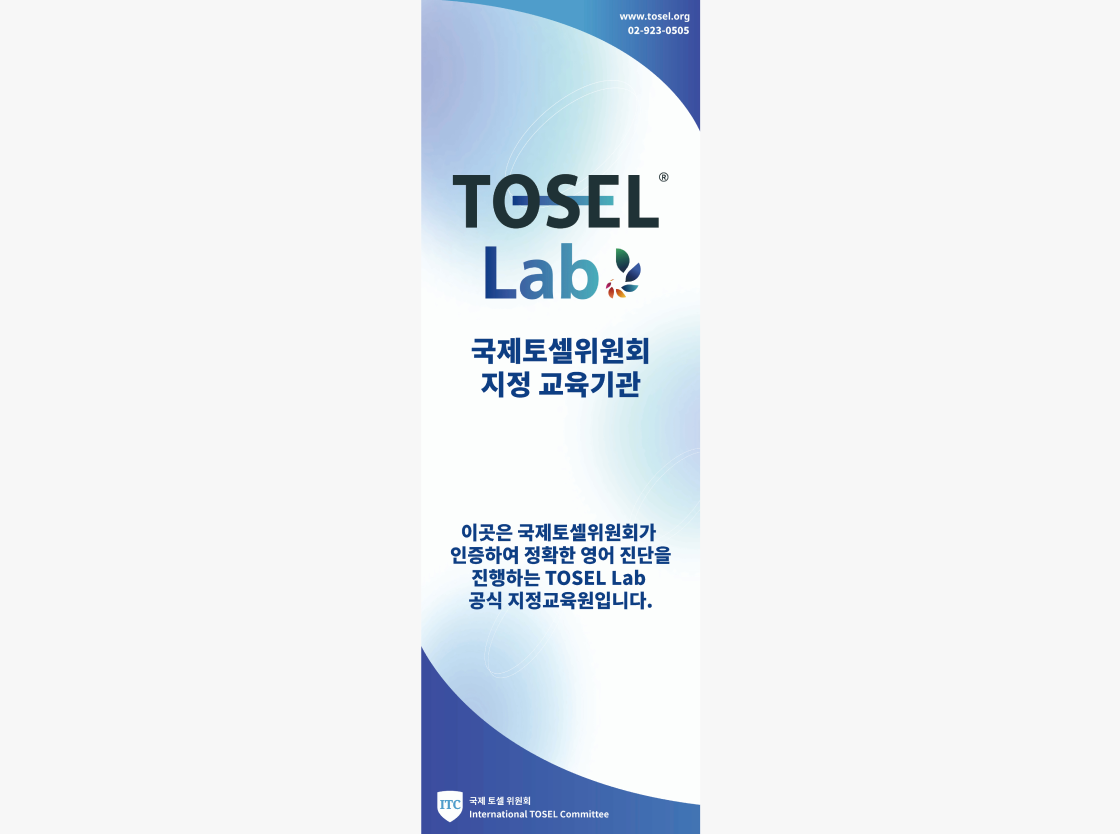 www.tosel.org
02-923-0505
TOSEL®
Lab
국제토셀위원회
지정 교육기관
이곳은 국제토셀위원회가
인증하여 정확한 영어 진단을
진행하는 TOSEL Lab
공식 지정교육원입니다.
ITC
국제 토셀 위원회
International TOSEL Committee